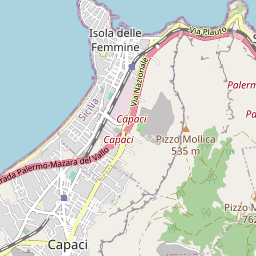 Isola delle
Femmine
Via Plauto
Via Nazionale
Sicilia
Capaci
Capaci
Palerm
Pa
Pizzo Mollica
535 m
rada Palermo-Mazara del Vallo
Pizzo M
762
Capaci